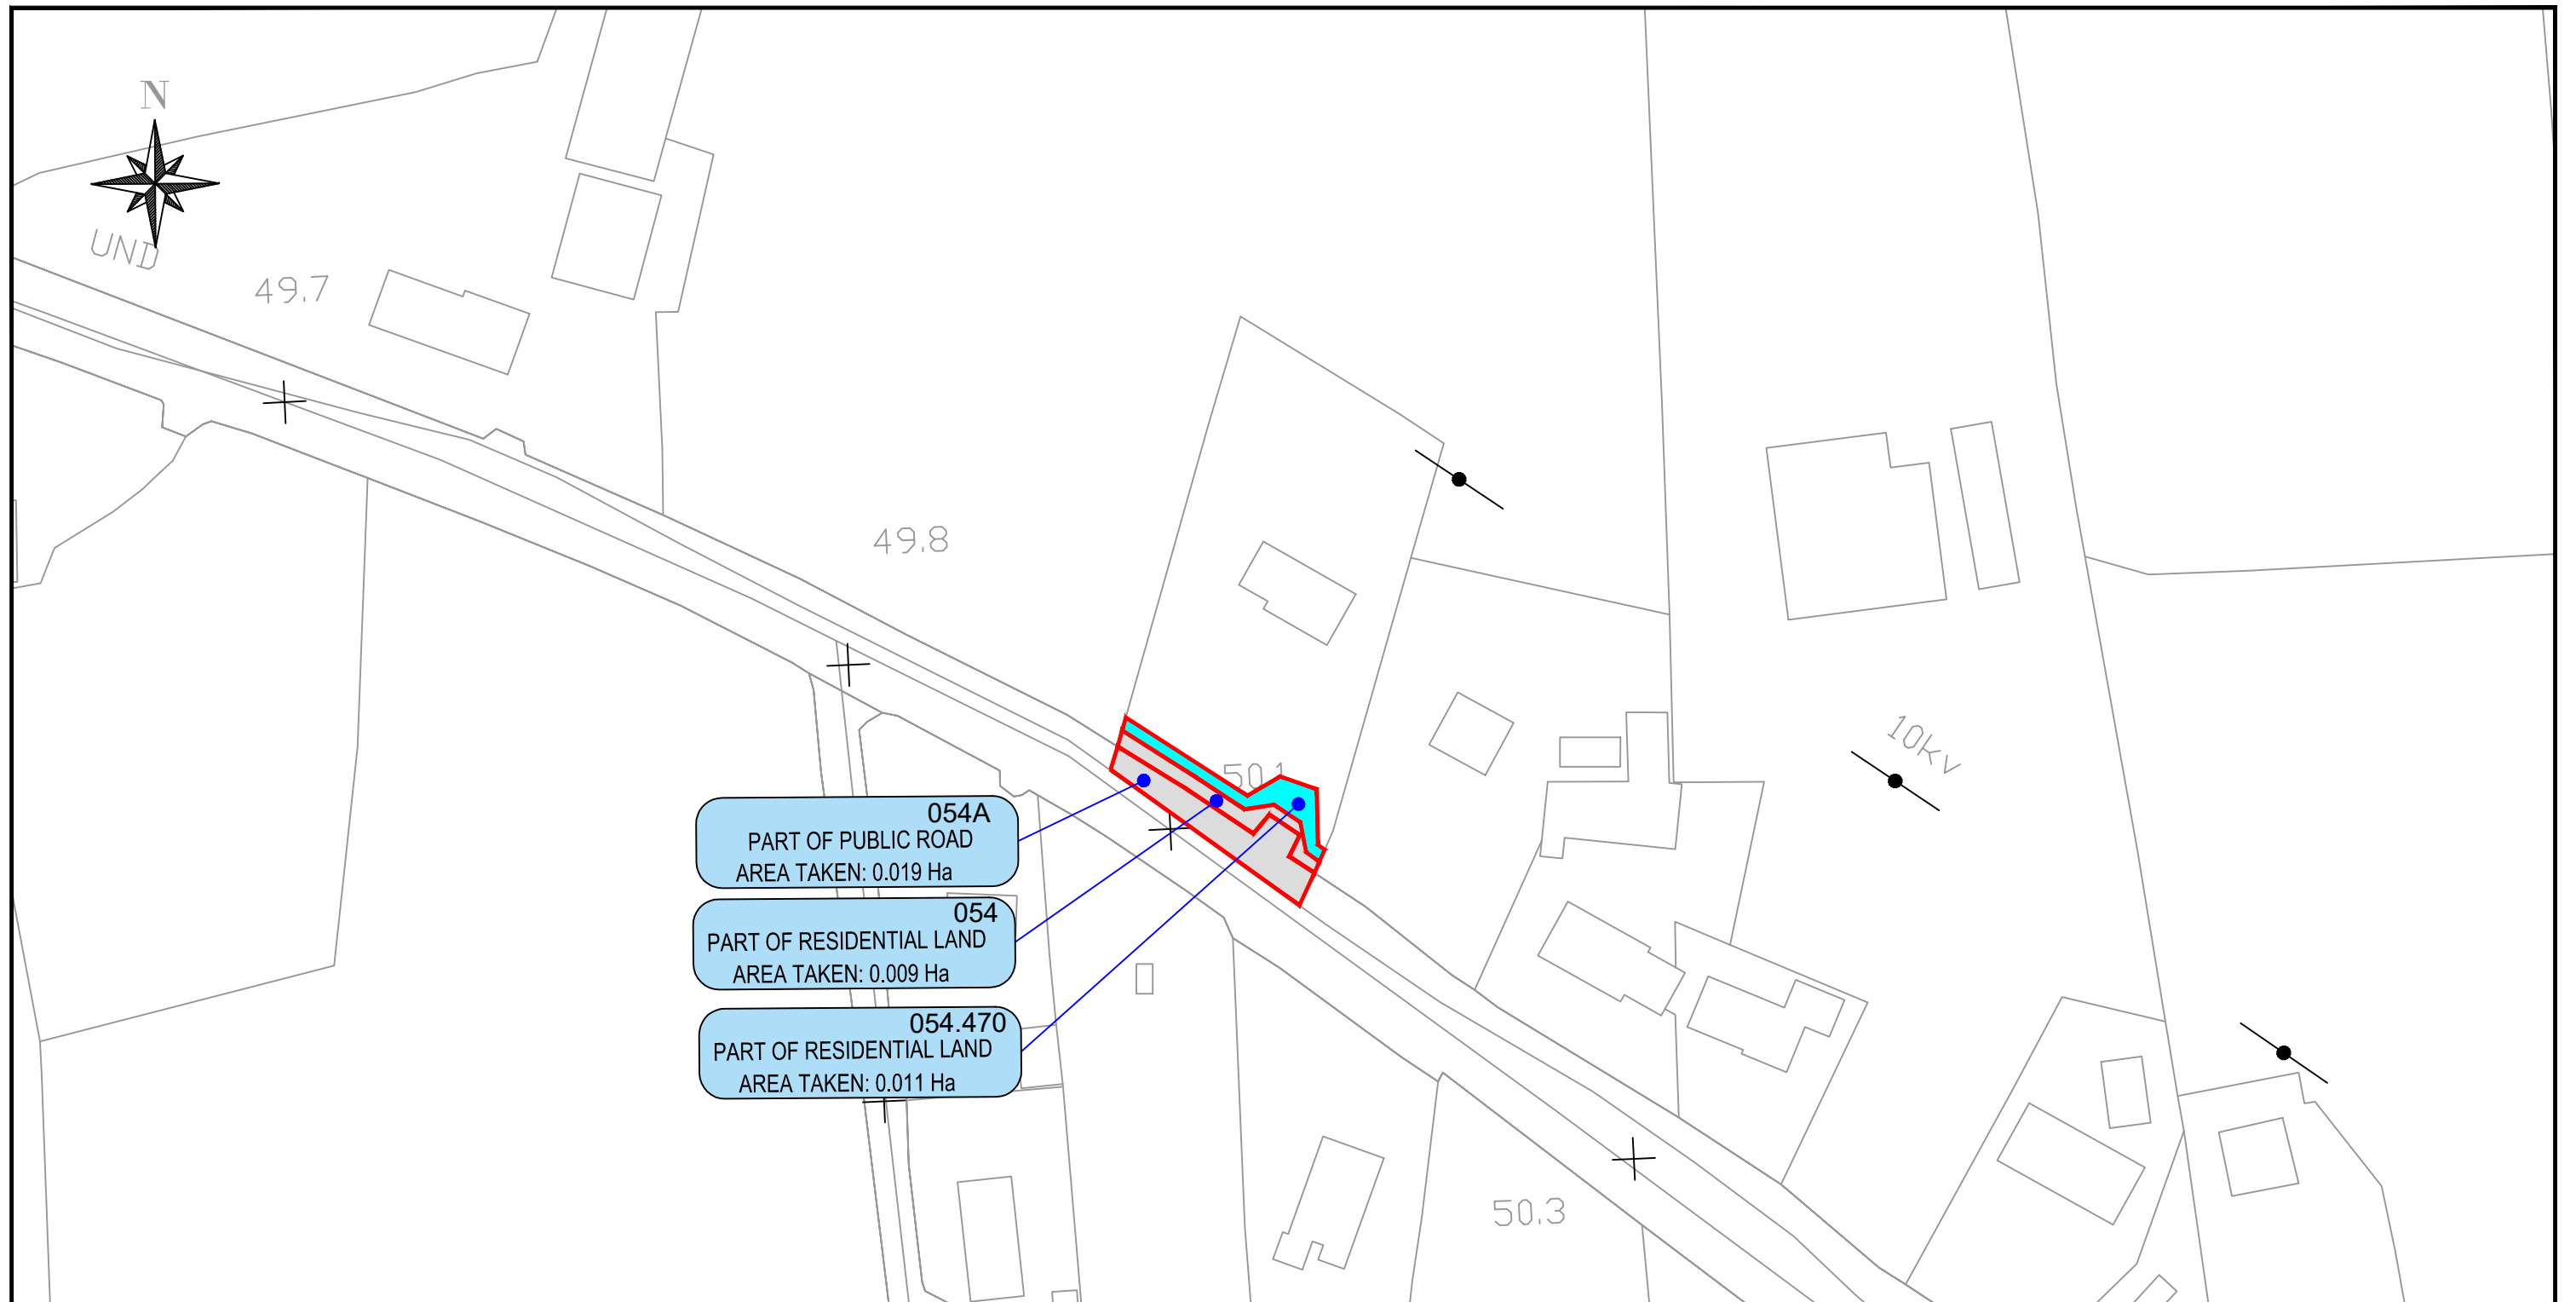 N
UND
49.7
49.8
50.1
10kv
054A
PART OF PUBLIC ROAD
AREA TAKEN: 0.019 Ha
054
PART OF RESIDENTIAL LAND
AREA TAKEN: 0.009 Ha
054.470
PART OF RESIDENTIAL LAND
AREA TAKEN: 0.011 Ha
50.3